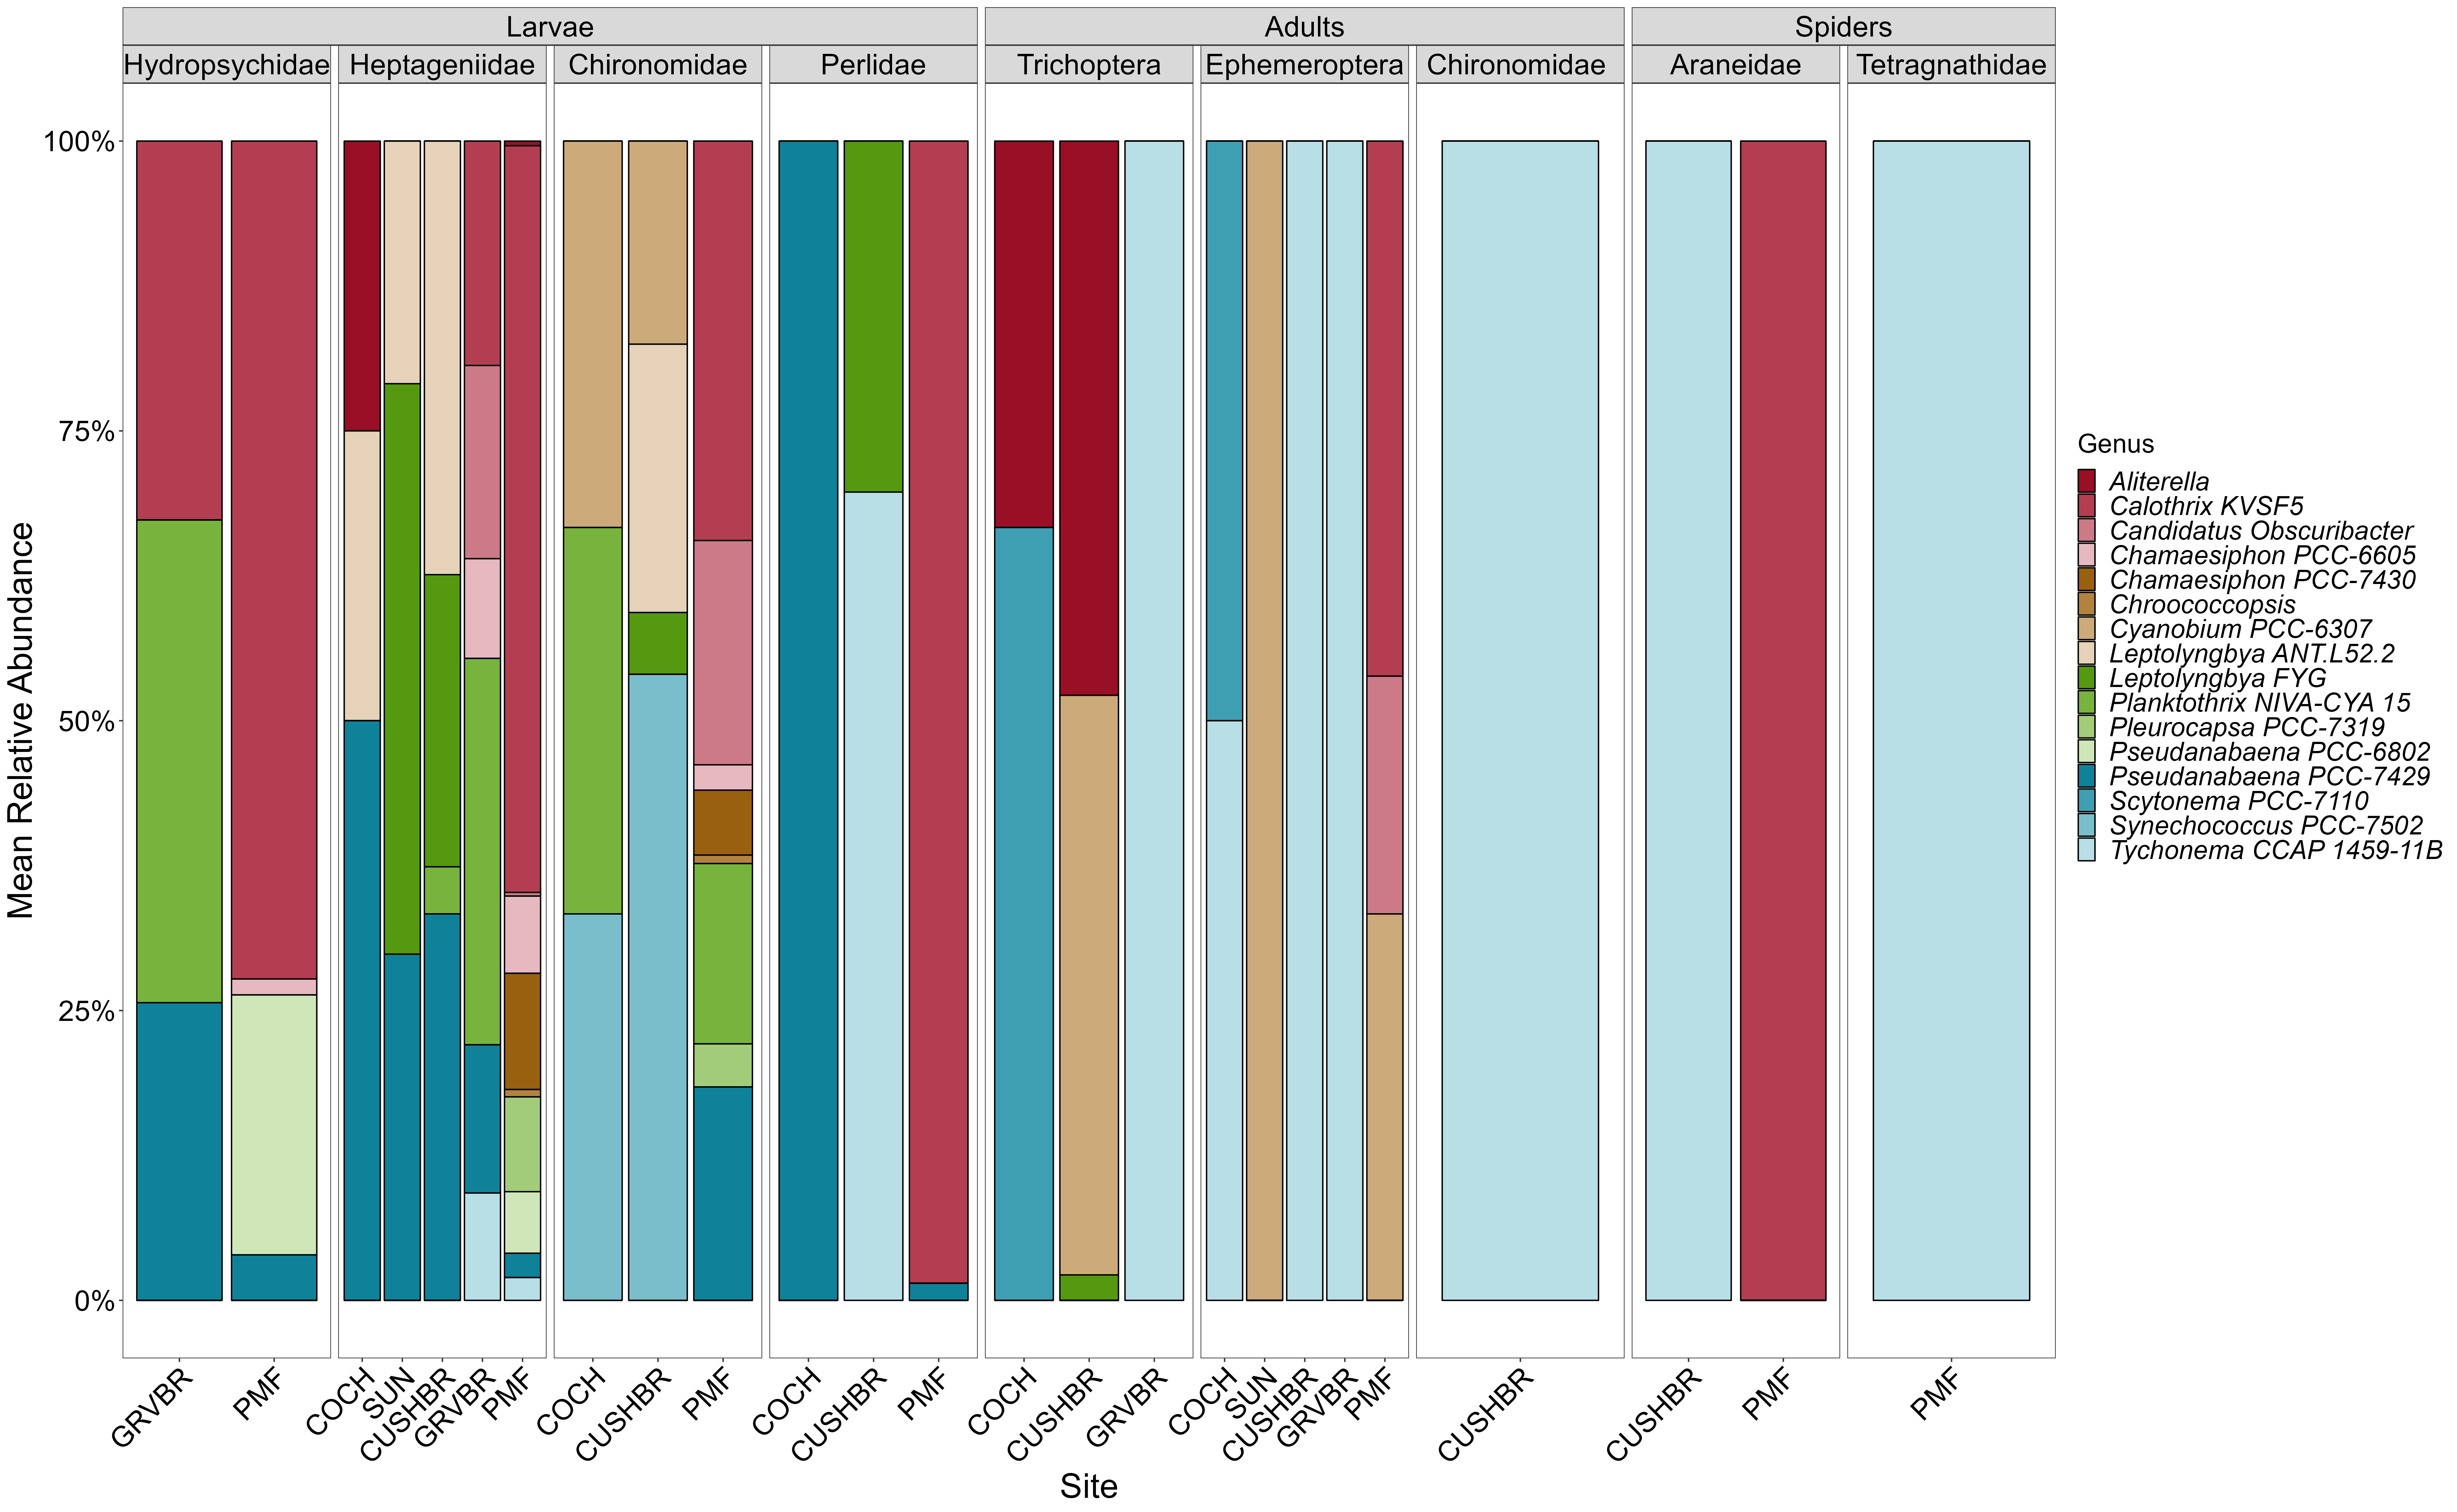 Larvae
Adults
Spiders
Hydropsychidae
Heptageniidae
Chironomidae
Perlidae
Trichoptera
Ephemeroptera
Chironomidae
Araneidae
Tetragnathidae
Mean Relative Abundance
100%
75%
50%
25%
0%
GRVBR
PMF
COCH
SUN
CUSHBR
GRVBR
PMF
COCH
CUSHBR
PMF
COCH
CUSHBR
PMF
COCH
CUSHBR
GRVBR
COCH
SUN
CUSHBR
GRVBR
PMF
CUSHBR
CUSHBR
PMF
PMF
Site
Genus
Aliterella
Calothrix KVSF5
Candidatus Obscuribacter
Chamaesiphon PCC-6605
Chamaesiphon PCC-7430
Chroococcopsis
Cyanobium PCC-6307
Leptolyngbya ANT.L52.2
Leptolyngbya FYG
Planktothrix NIVA-CYA 15
Pleurocapsa PCC-7319
Pseudanabaena PCC-6802
Pseudanabaena PCC-7429
Scytonema PCC-7110
Synechococcus PCC-7502
Tychonema CCAP 1459-11B